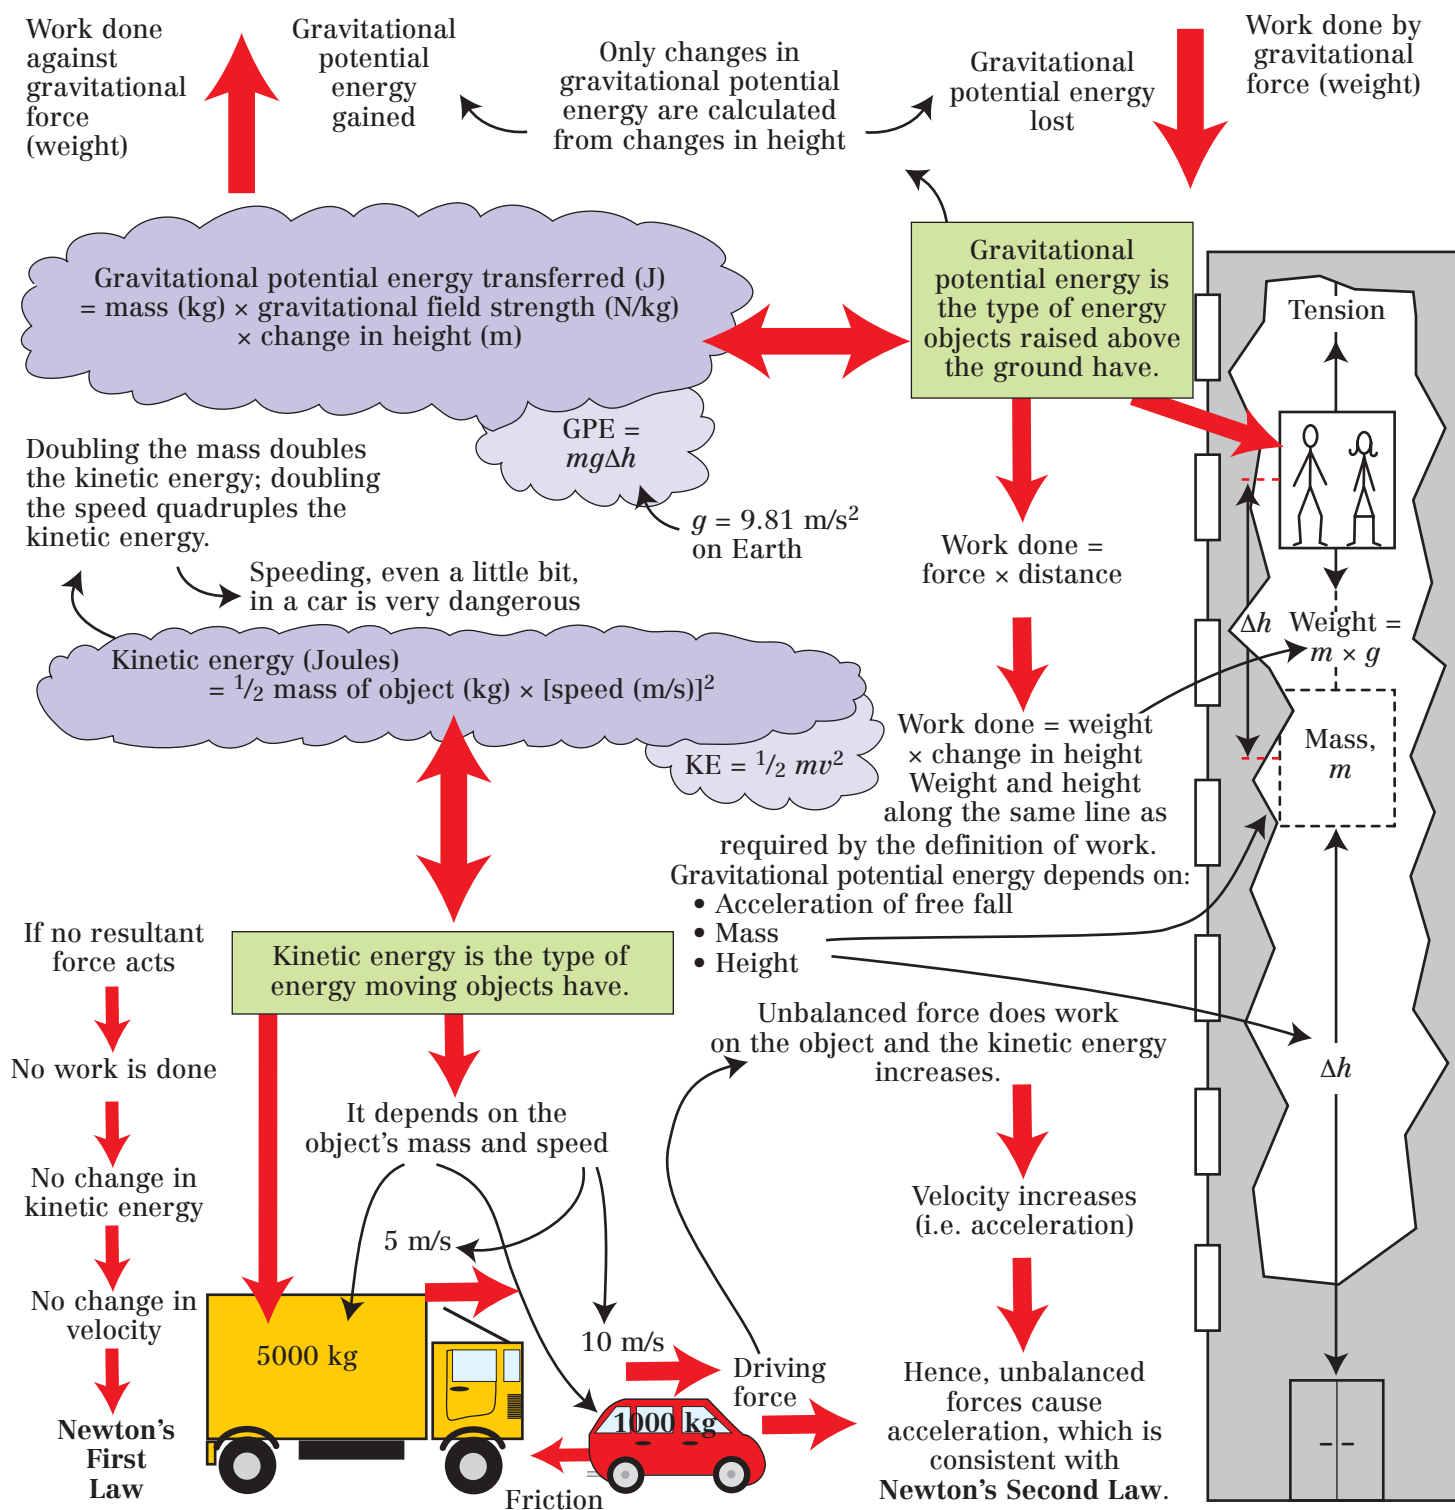 Work done
against
gravitational
force
(weight)
Gravitational
potential
energy
gained
Only changes in
gravitational potential
energy are calculated
from changes in height
Gravitational
potential energy
lost
Work done by
gravitational
force (weight)
Gravitational potential energy transferred (J)
= mass (kg) × gravitational field strength (N/kg)
× change in height (m)
GPE =
mgΔh
g = 9.81 m/s²
on Earth
Gravitational
potential energy is
the type of energy
objects raised above
the ground have.
Tension
Doubling the mass doubles
the kinetic energy; doubling
the speed quadruples the
kinetic energy.
Speeding, even a little bit,
in a car is very dangerous
Work done =
force × distance
Δh
Weight =
m × g
Kinetic energy (Joules)
= 1/2 mass of object (kg) × [speed (m/s)]²
KE = 1/2 mv²
Work done = weight
× change in height
Weight and height
along the same line as
required by the definition of work.
Mass,
m
Gravitational potential energy depends on:
• Acceleration of free fall
• Mass
• Height
Δh
If no resultant
force acts
No work is done
No change in
kinetic energy
No change in
velocity
Newton's
First
Law
Kinetic energy is the type of
energy moving objects have.
It depends on the
object's mass and speed
5 m/s
10 m/s
5000 kg
1000 kg
Driving
force
Friction
Unbalanced force does work
on the object and the kinetic energy
increases.
Velocity increases
(i.e. acceleration)
Hence, unbalanced
forces cause
acceleration, which is
consistent with
Newton's Second Law.